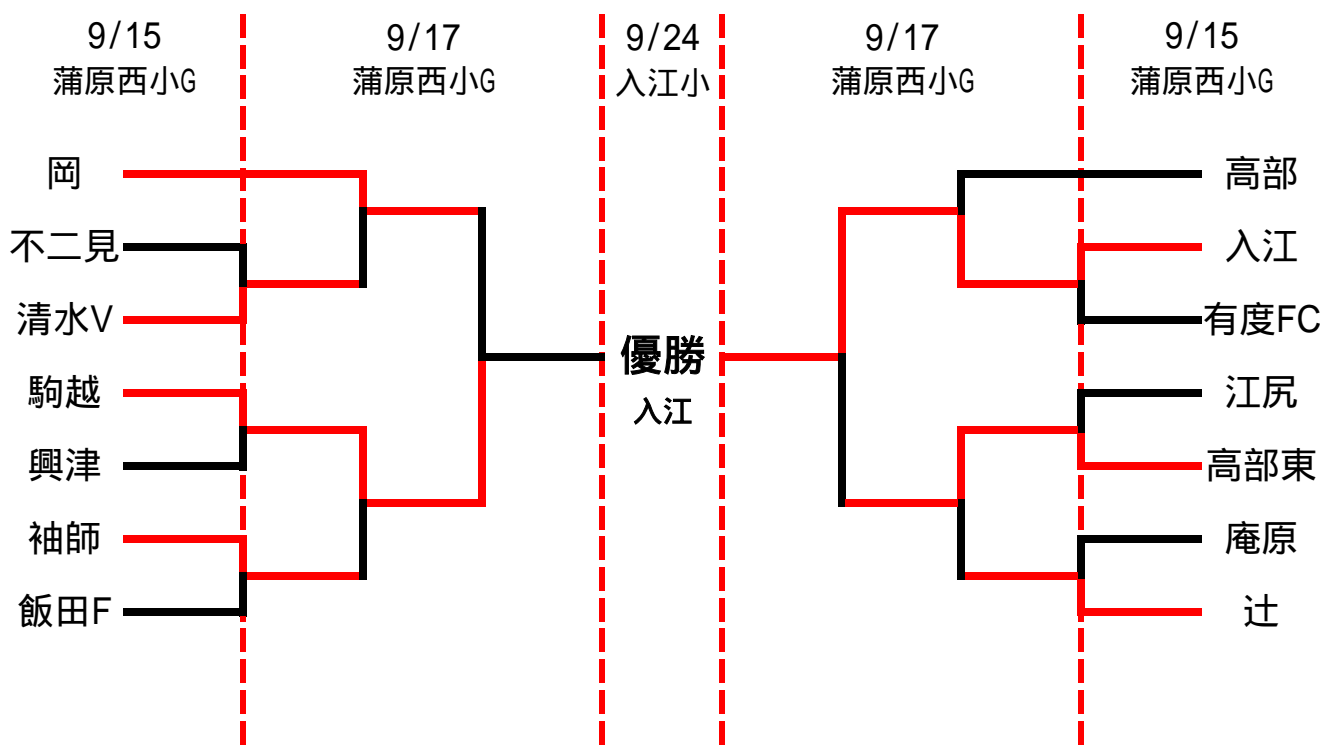 9/15
蒲原西小G
9/17
蒲原西小G
9/24
入江小
9/17
蒲原西小G
9/15
蒲原西小G
岡
不二見
清水V
駒越
興津
袖師
飯田F
優勝
入江
高部
入江
有度FC
江尻
高部東
庵原
辻